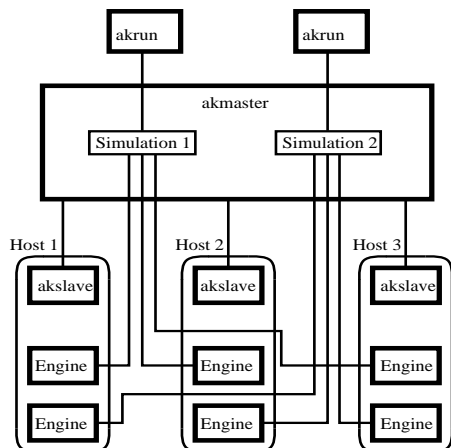 akrun akrun
akmaster
Simulation 1 Simulation 2
Host 1 Host 2 Host 3
akslave akslave akslave
Engine Engine Engine
Engine Engine Engine